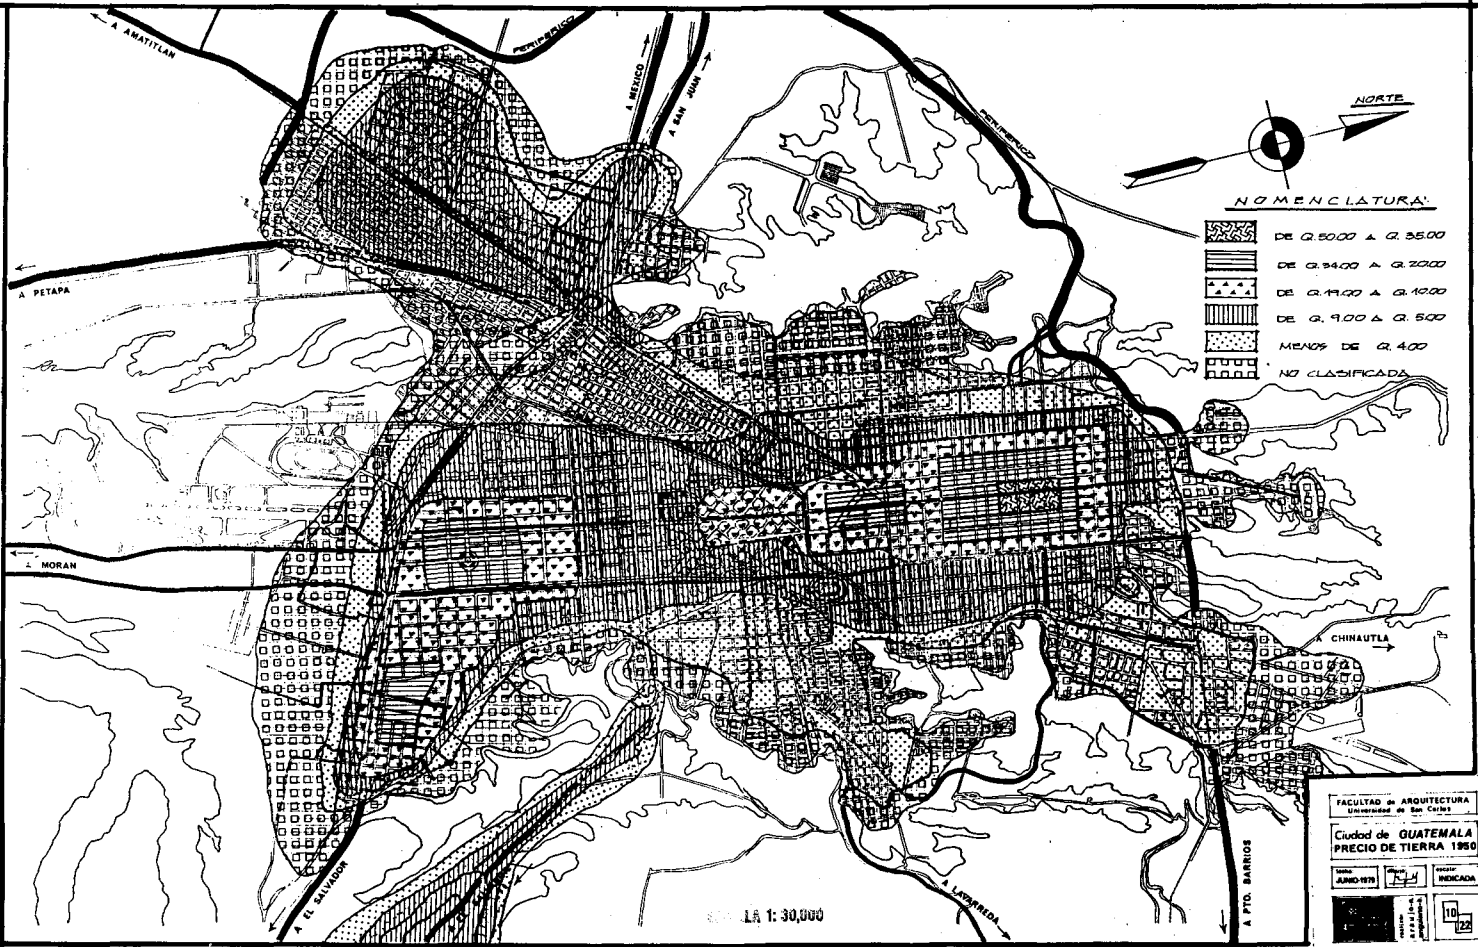 A AMATITLAN
PERIFERICO
A MEXICO
A SAN JUAN
PERIFERICO
NORTE
NOMENCLATURA:
DE Q.50.00 A Q. 35.00
DE Q.34.00 A Q. 20.00
DE Q.19.00 A Q.10.00
DE Q. 9.00 A Q. 5.00
MENOS DE Q. 4.00
NO CLASIFICADA
A PETAPA
A MORAN
A CHINAUTLA
A EL SALVADOR
A LAVARREDA
A PTO. BARRIOS
LA 1: 30,000
FACULTAD de ARQUITECTURA
Universidad de San Carlos
Ciudad de GUATEMALA
PRECIO DE TIERRA 1950
fecha:
JUNIO-1979
escala:
INDICADA
10
22